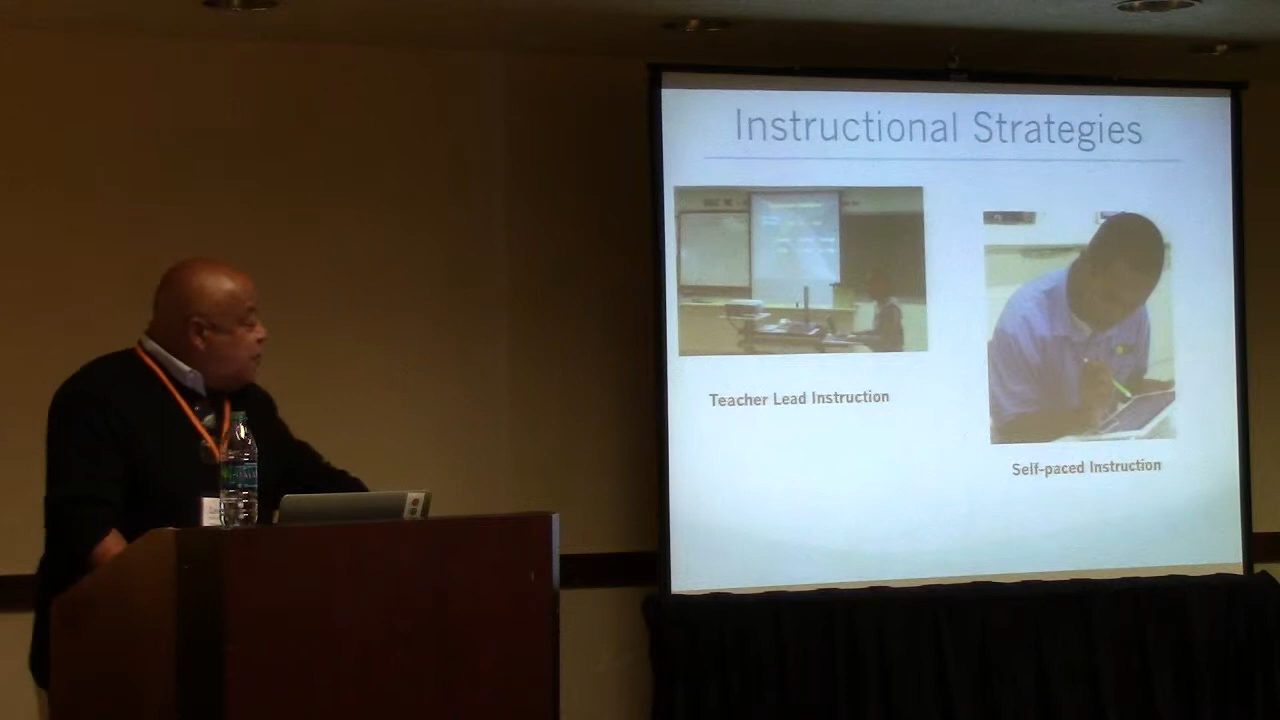 Instructional Strategies
Teacher Lead Instruction
Self-paced Instruction